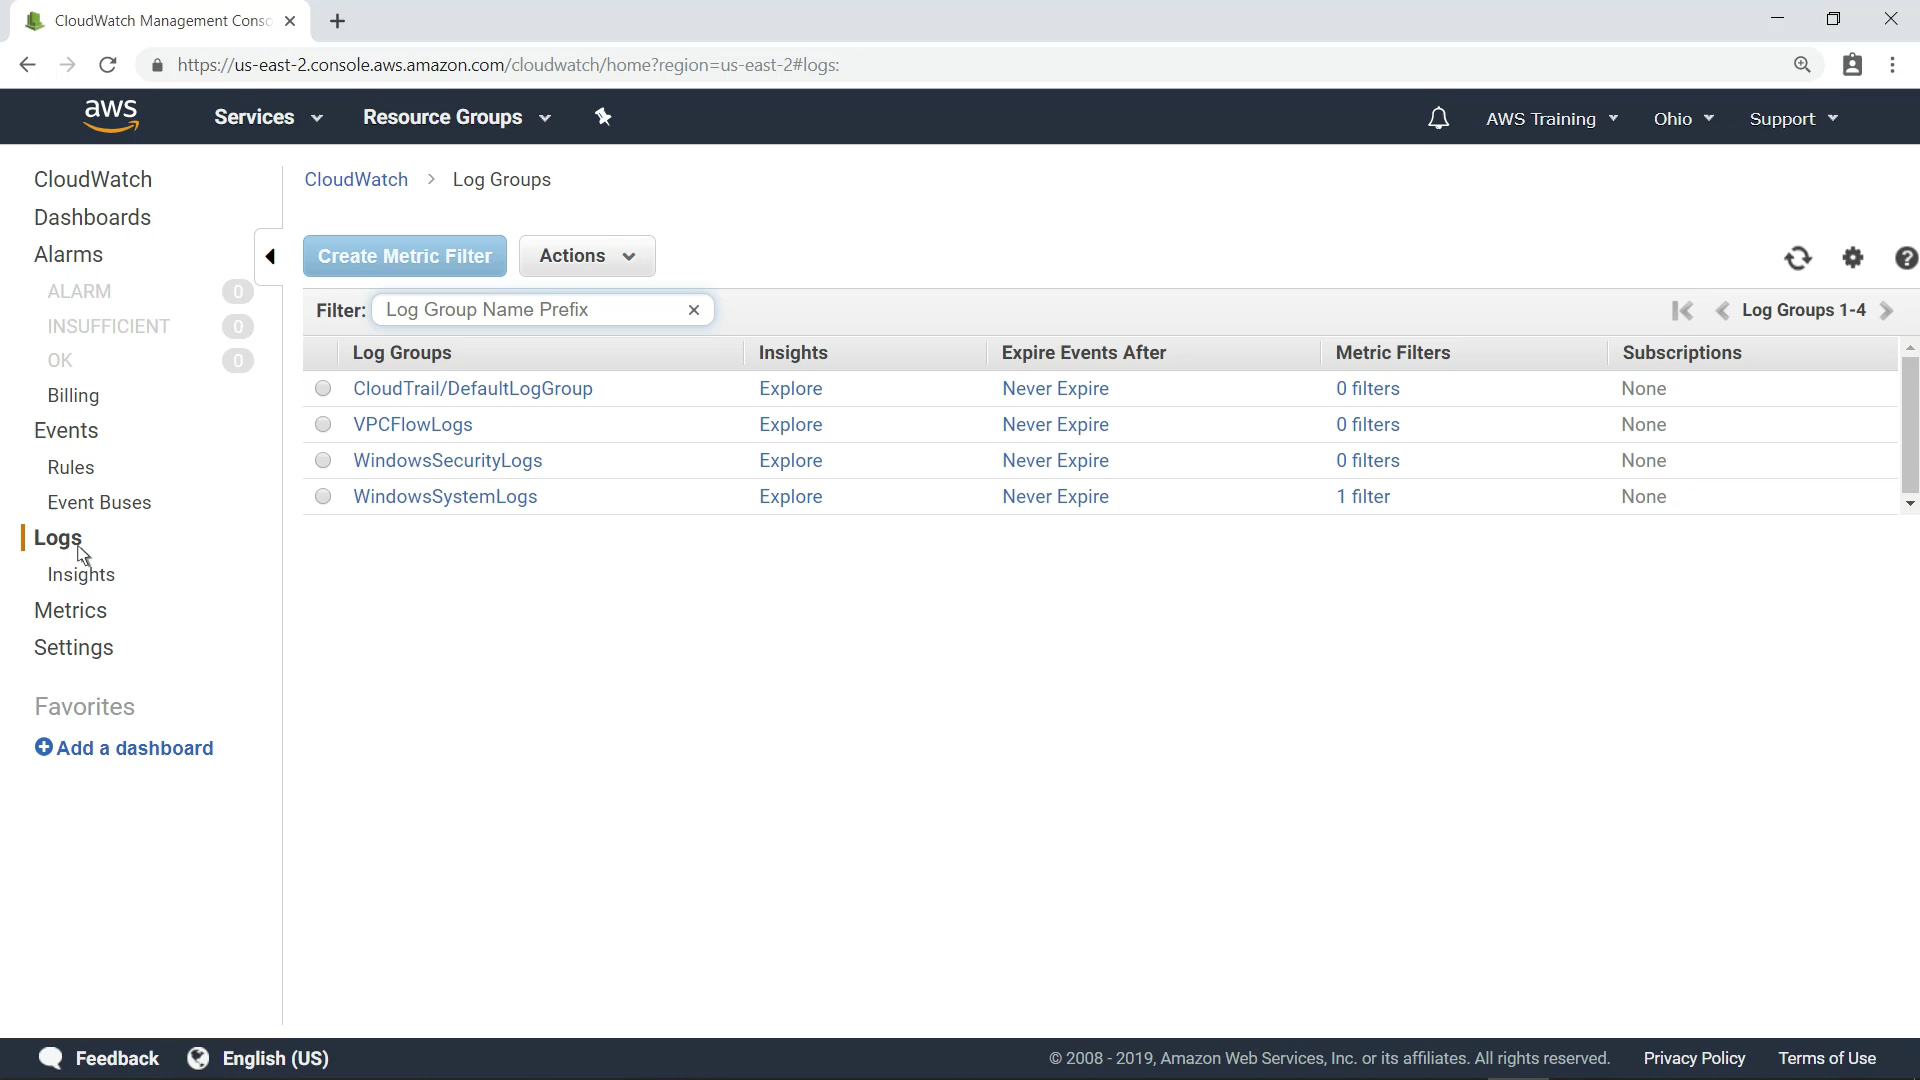 CloudWatch Management Conso
https://us-east-2.console.aws.amazon.com/cloudwatch/home?region=us-east-2#logs:
aws Services Resource Groups AWS Training Ohio Support
CloudWatch
Dashboards
Alarms
ALARM 0
INSUFFICIENT 0
OK 0
Billing
Events
Rules
Event Buses
Logs
Insights
Metrics
Settings
Favorites
Add a dashboard
CloudWatch > Log Groups
Create Metric Filter Actions
Filter: Log Group Name Prefix Log Groups 1-4
Log Groups Insights Expire Events After Metric Filters Subscriptions
CloudTrail/DefaultLogGroup Explore Never Expire 0 filters None
VPCFlowLogs Explore Never Expire 0 filters None
WindowsSecurityLogs Explore Never Expire 0 filters None
WindowsSystemLogs Explore Never Expire 1 filter None
Feedback English (US) © 2008 - 2019, Amazon Web Services, Inc. or its affiliates. All rights reserved. Privacy Policy Terms of Use